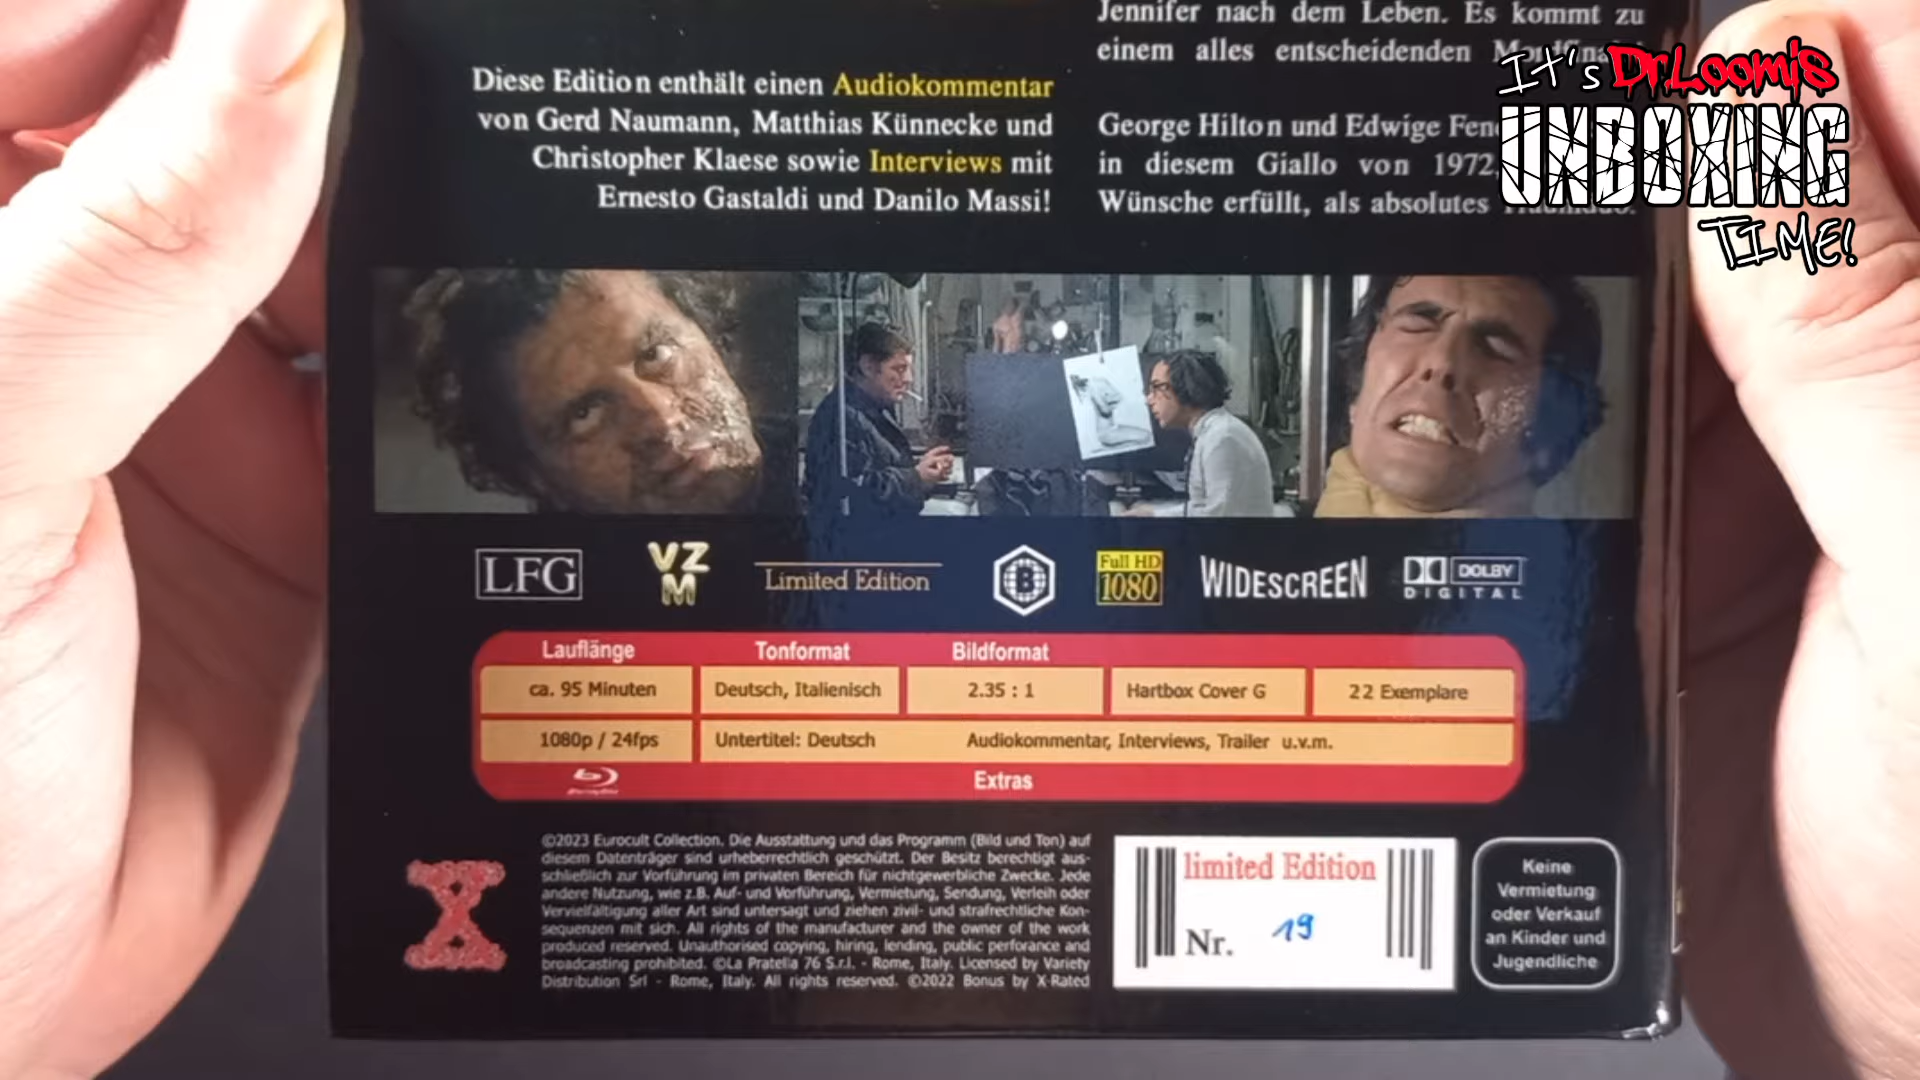 Jennifer nach dem Leben. Es kommt zu
einem alles entscheidenden
Diese Edition enthält einen Audiokommentar
von Gerd Naumann, Matthias Künnecke und
Christopher Klaese sowie Interviews mit
Ernesto Gastaldi und Danilo Massi!
George Hilton und Edwige
in diesem Giallo von 1972,
Wünsche erfüllt, als absolutes
It's Dr.Loomis
UNBOXING
TIME!
LFG
VZ
M
Limited Edition
B
Full HD
1080
WIDESCREEN
DOLBY
DIGITAL
Lauflänge Tonformat Bildformat
ca. 95 Minuten Deutsch, Italienisch 2.35 : 1 Hartbox Cover G 22 Exemplare
1080p / 24fps Untertitel: Deutsch Audiokommentar, Interviews, Trailer u.v.m.
Extras
©2023 Eurocult Collection. Die Ausstattung und das Programm (Bild und Ton) auf
diesem Datenträger sind urheberrechtlich geschützt. Der Besitz berechtigt aus-
schließlich zur Vorführung im privaten Bereich für nichtgewerbliche Zwecke. Jede
andere Nutzung, wie z.B. Auf- und Vorführung, Vermietung, Sendung, Verleih oder
Vervielfältigung aller Art sind untersagt und ziehen zivil- und strafrechtliche Kon-
sequenzen mit sich. All rights of the manufacturer and the owner of the work
produced reserved. Unauthorised copying, hiring, lending, public perforance and
broadcasting prohibited. ©La Pratella 76 S.r.l. - Rome, Italy. Licensed by Variety
Distribution Srl - Rome, Italy. All rights reserved. ©2022 Bonus by X-Rated
limited Edition
Nr. 19
Keine
Vermietung
oder Verkauf
an Kinder und
Jugendliche